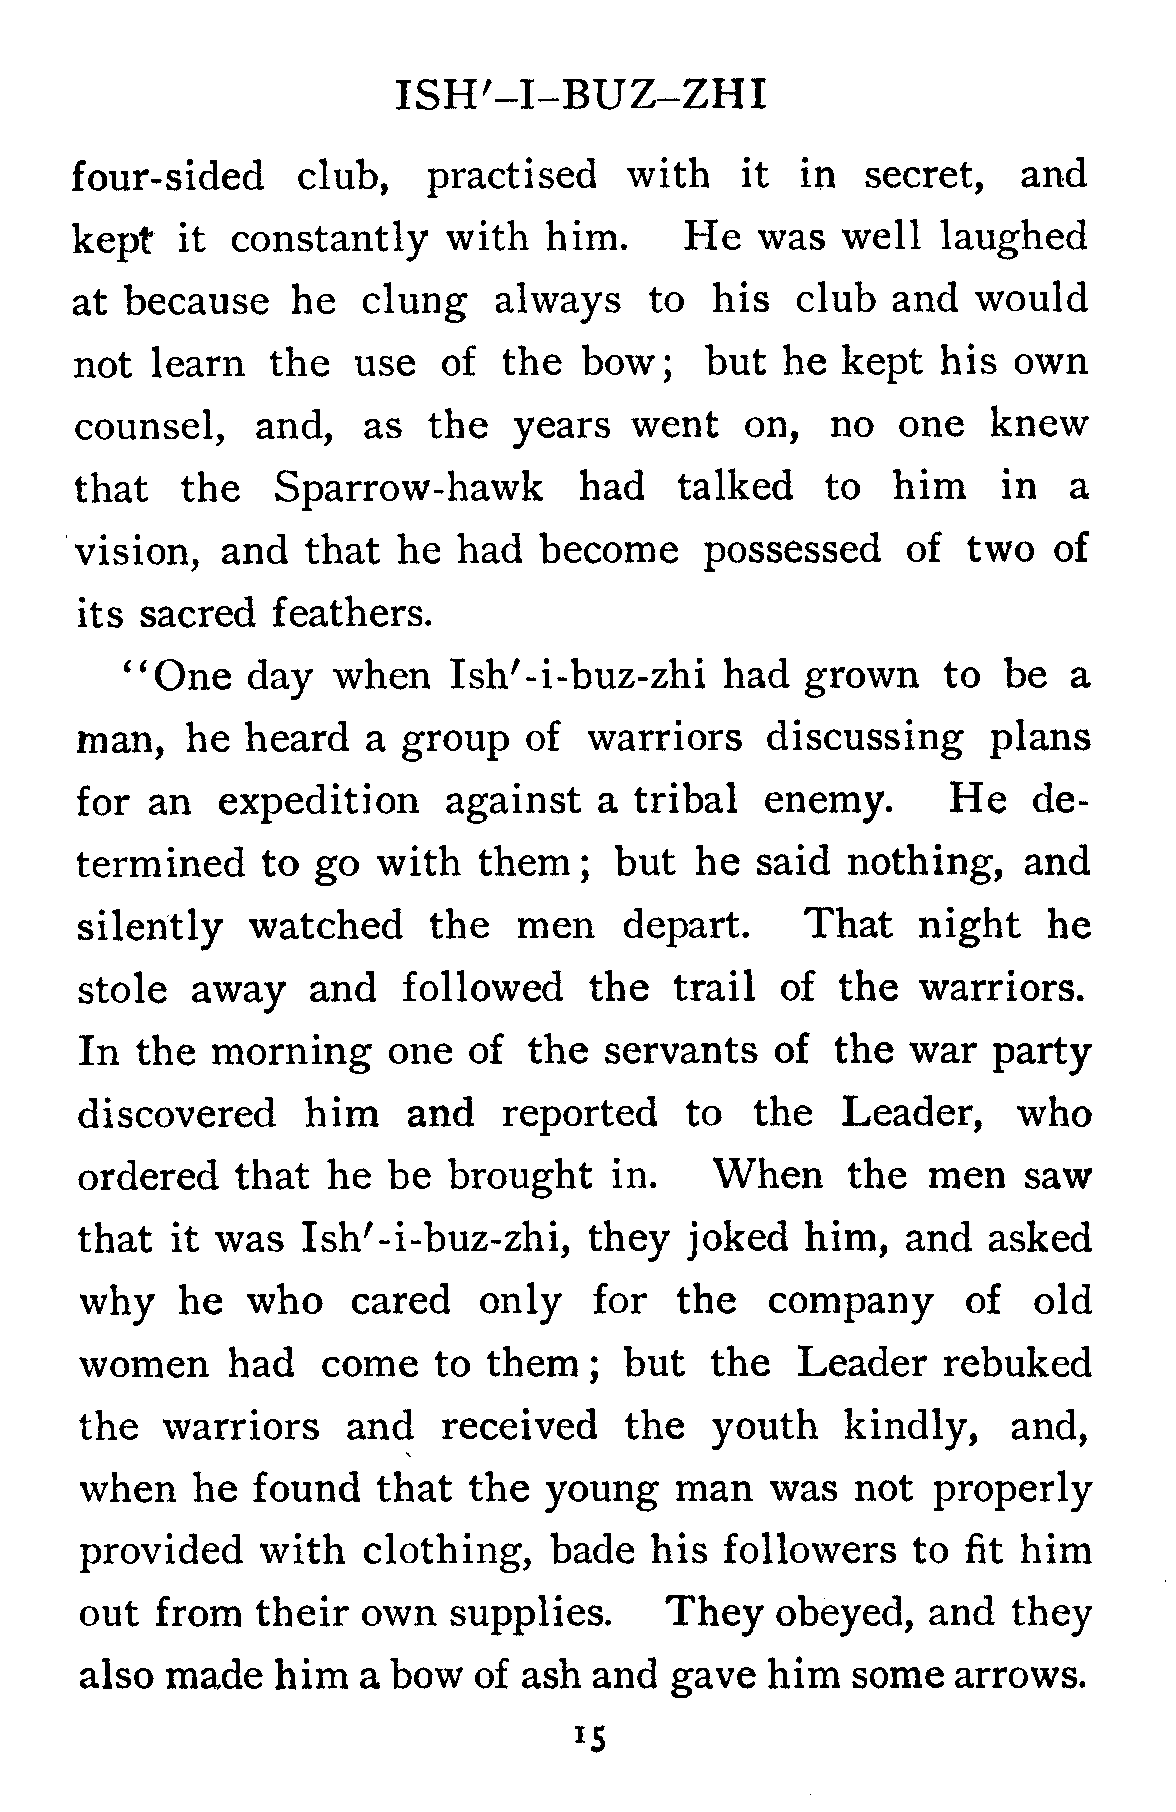 ISH′–I–BUZ–ZHI
four-sided club, practised with it in secret, and
kept it constantly with him. He was well laughed
at because he clung always to his club and would
not learn the use of the bow; but he kept his own
counsel, and, as the years went on, no one knew
that the Sparrow-hawk had talked to him in a
vision, and that he had become possessed of two of
its sacred feathers.
“One day when Ish′-i-buz-zhi had grown to be a
man, he heard a group of warriors discussing plans
for an expedition against a tribal enemy. He de-
termined to go with them; but he said nothing, and
silently watched the men depart. That night he
stole away and followed the trail of the warriors.
In the morning one of the servants of the war party
discovered him and reported to the Leader, who
ordered that he be brought in. When the men saw
that it was Ish′-i-buz-zhi, they joked him, and asked
why he who cared only for the company of old
women had come to them; but the Leader rebuked
the warriors and received the youth kindly, and,
when he found that the young man was not properly
provided with clothing, bade his followers to fit him
out from their own supplies. They obeyed, and they
also made him a bow of ash and gave him some arrows.
15